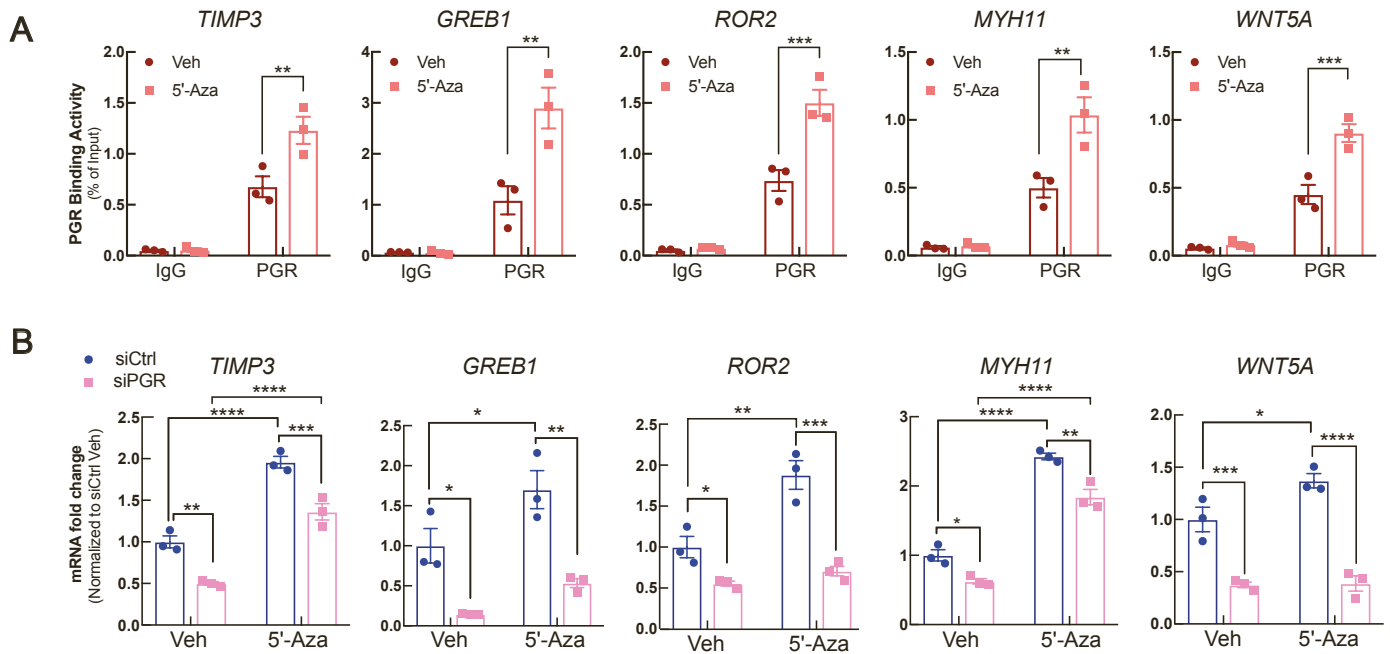 A
TIMP3
GREB1
ROR2
MYH11
WNT5A
PGR Binding Activity
(% of Input)
2.0
1.5
1.0
0.5
0.0
Veh
5'-Aza
**
IgG
PGR
4
3
2
1
0
Veh
5'-Aza
**
IgG
PGR
2.0
1.5
1.0
0.5
0.0
Veh
5'-Aza
***
IgG
PGR
1.5
1.0
0.5
0.0
Veh
5'-Aza
**
IgG
PGR
1.5
1.0
0.5
0.0
Veh
5'-Aza
***
IgG
PGR
B
siCtrl
siPGR
TIMP3
GREB1
ROR2
MYH11
WNT5A
mRNA fold change
(Normalized to siCtrl Veh)
2.5
2.0
1.5
1.0
0.5
0.0
****
****
***
**
Veh
5'-Aza
2.5
2.0
1.5
1.0
0.5
0.0
*
**
*
Veh
5'-Aza
2.5
2.0
1.5
1.0
0.5
0.0
**
***
*
Veh
5'-Aza
3
2
1
0
****
****
**
*
Veh
5'-Aza
2.0
1.5
1.0
0.5
0.0
*
****
***
Veh
5'-Aza